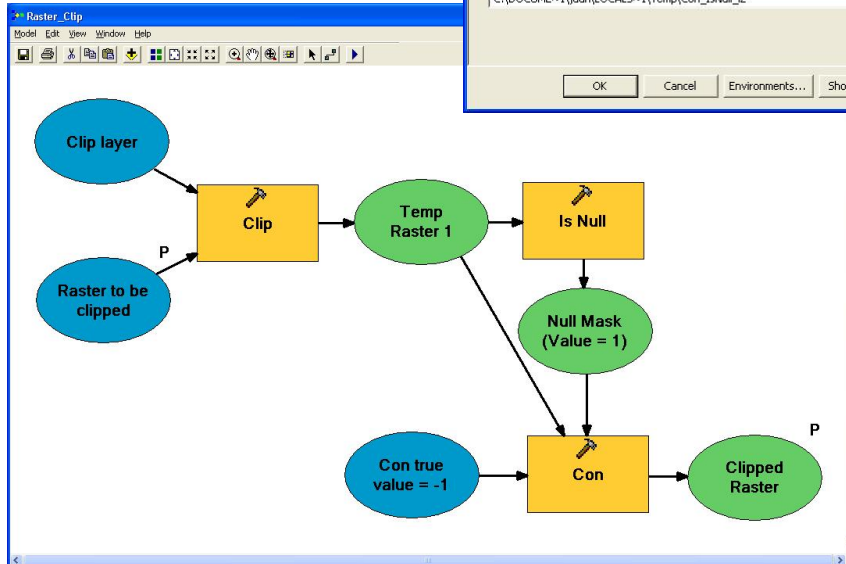 Raster_Clip
Model Edit View Window Help
OK Cancel Environments...
Clip layer
Clip
Temp
Raster 1
Is Null
P
Raster to be
clipped
Null Mask
(Value = 1)
P
Con true
value = -1
Con
Clipped
Raster